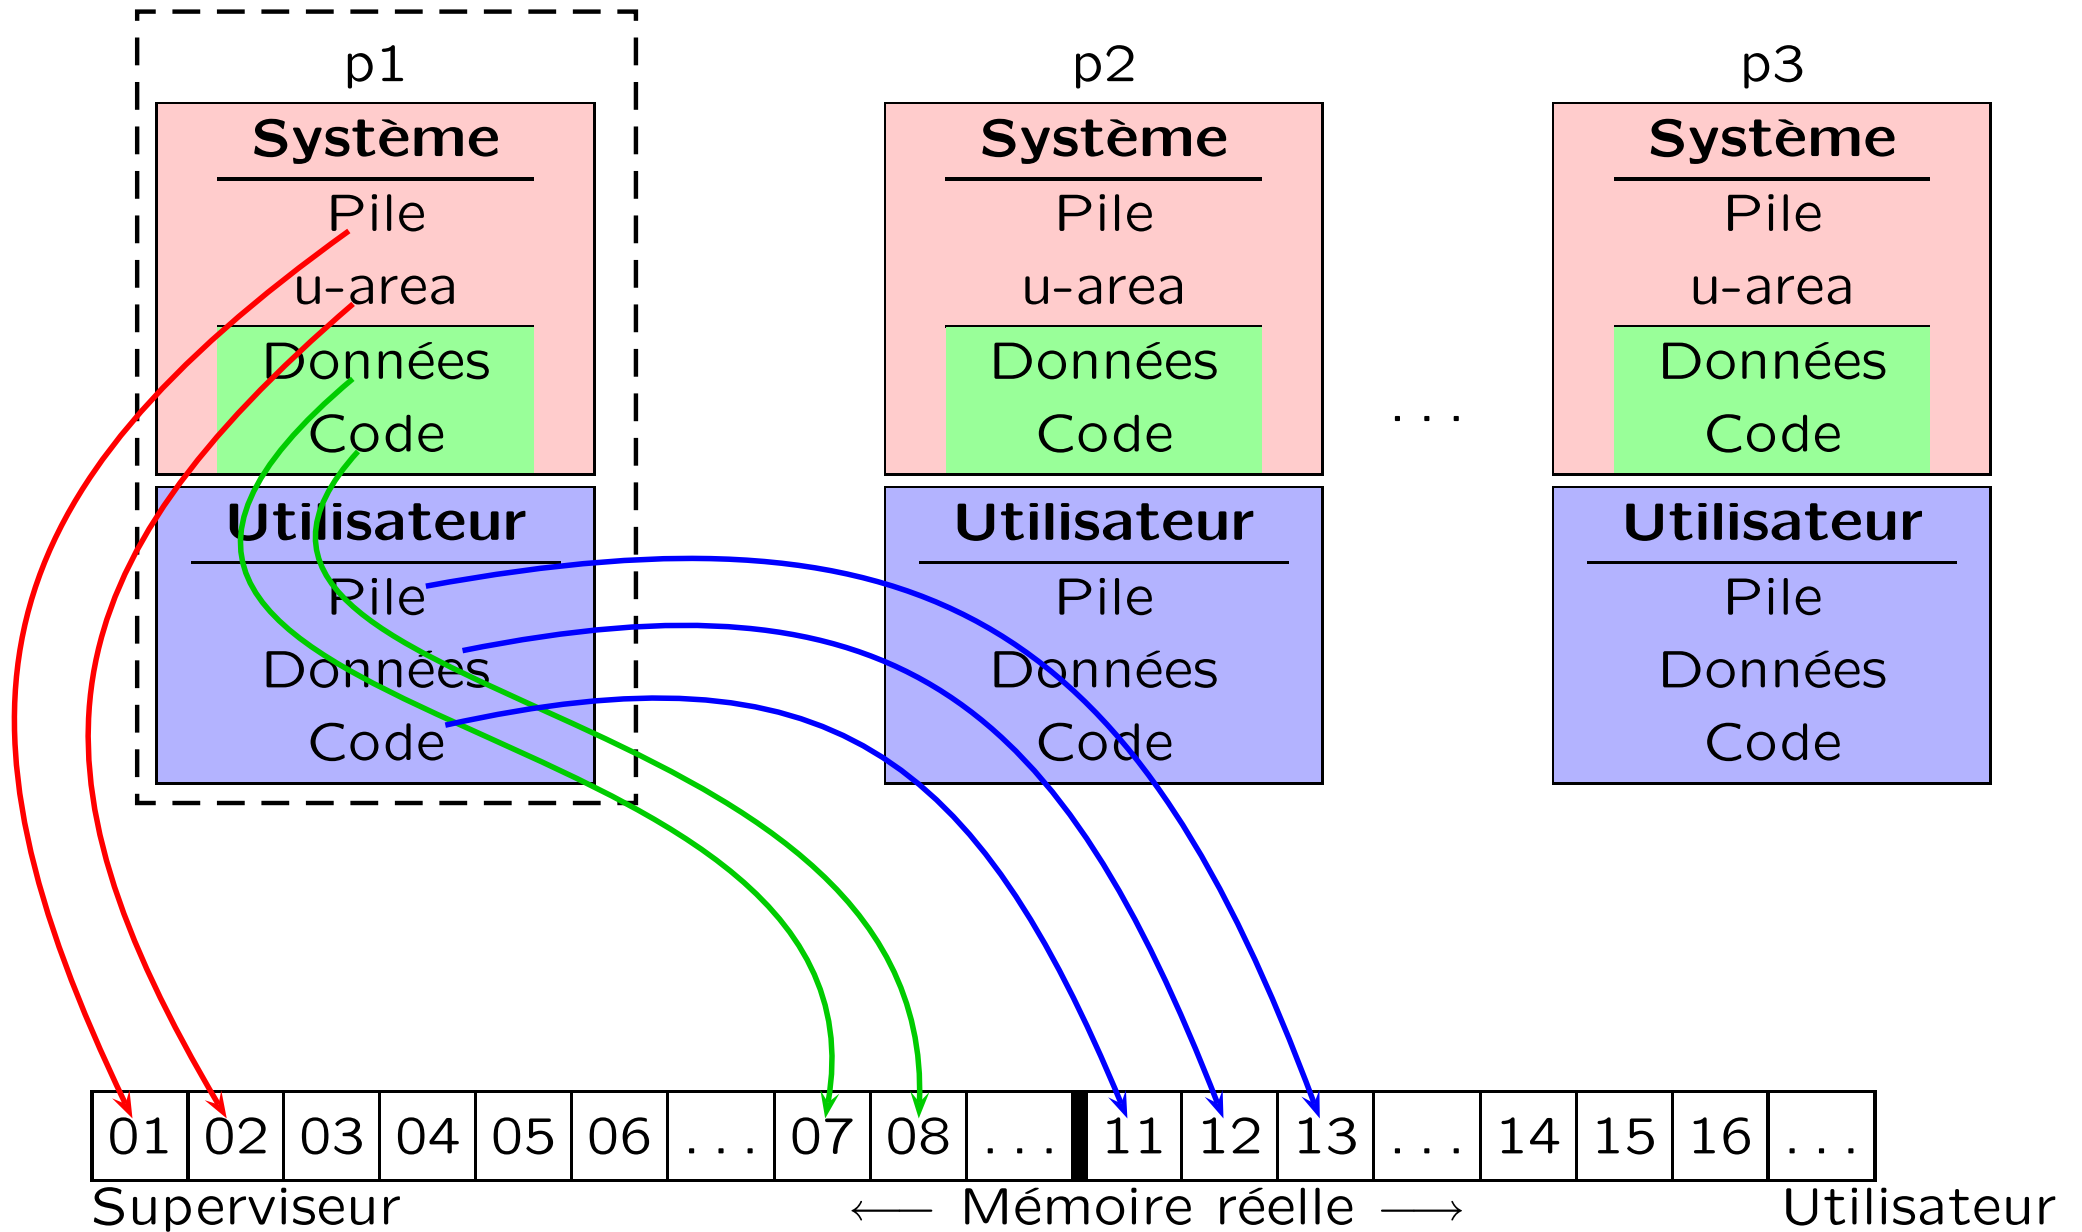 p1
Système
Pile
u-area
Données
Code
Utilisateur
Pile
Données
Code
p2
Système
Pile
u-area
Données
Code
Utilisateur
Pile
Données
Code
...
p3
Système
Pile
u-area
Données
Code
Utilisateur
Pile
Données
Code
01 02 03 04 05 06 ... 07 08 ... 11 12 13 ... 14 15 16 ...
Superviseur ⟵ Mémoire réelle ⟶ Utilisateur